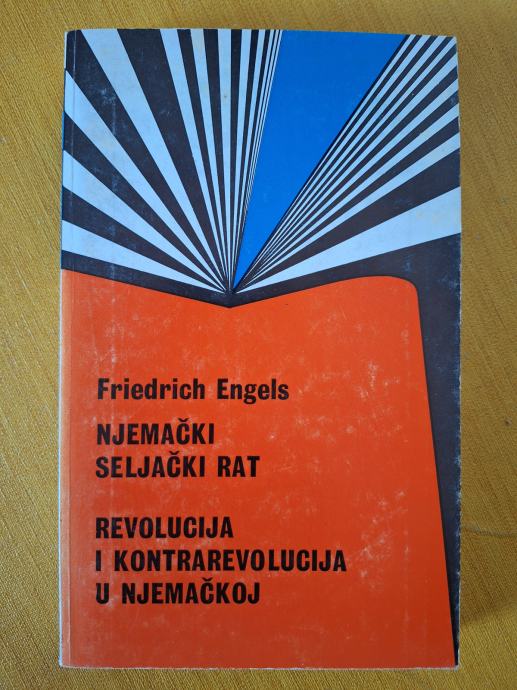 Friedrich Engels
NJEMAČKI
SELJAČKI RAT
REVOLUCIJA
I KONTRAREVOLUCIJA
U NJEMAČKOJ